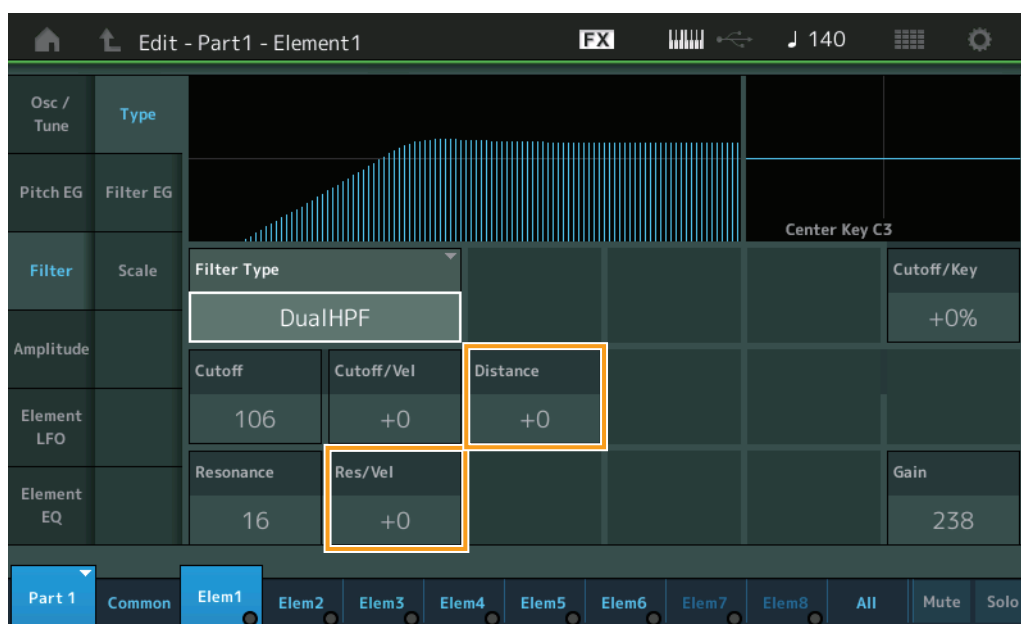 Edit - Part1 - Element1 FX ♩ 140
Osc /
Tune
Type
Pitch EG
Filter EG
Center Key C3
Filter
Scale
Filter Type
DualHPF
Cutoff/Key
+0%
Amplitude
Cutoff
106
Cutoff/Vel
+0
Distance
+0
Element
LFO
Resonance
16
Res/Vel
+0
Gain
238
Element
EQ
Part 1 Common Elem1 Elem2 Elem3 Elem4 Elem5 Elem6 Elem7 Elem8 All Mute Solo